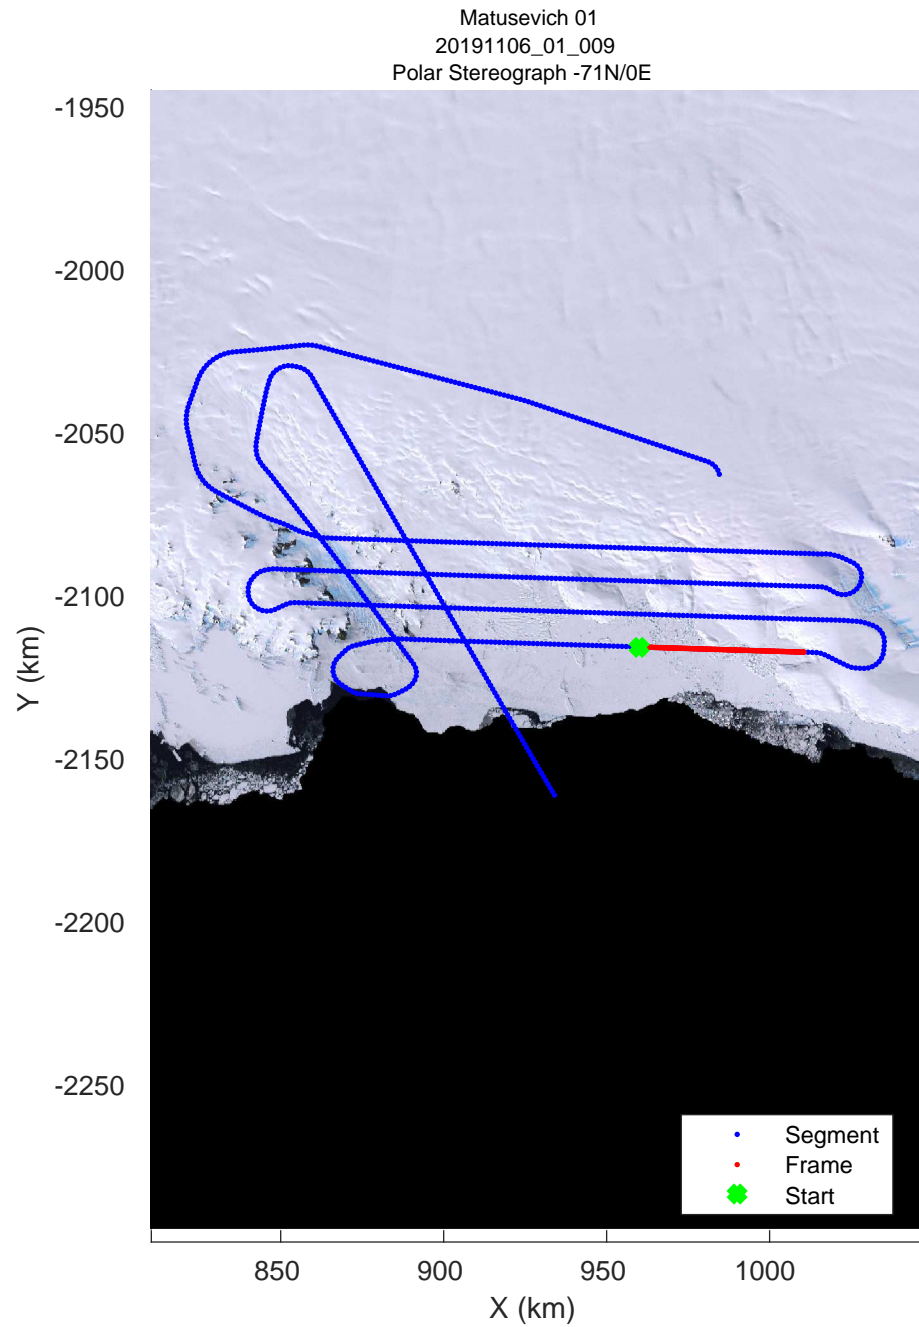 Matusevich 01
20191106_01_009
Polar Stereograph -71N/0E
-1950
-2000
-2050
-2100
-2150
-2200
-2250
Y (km)
Segment
Frame
Start
850
900
950
1000
X (km)